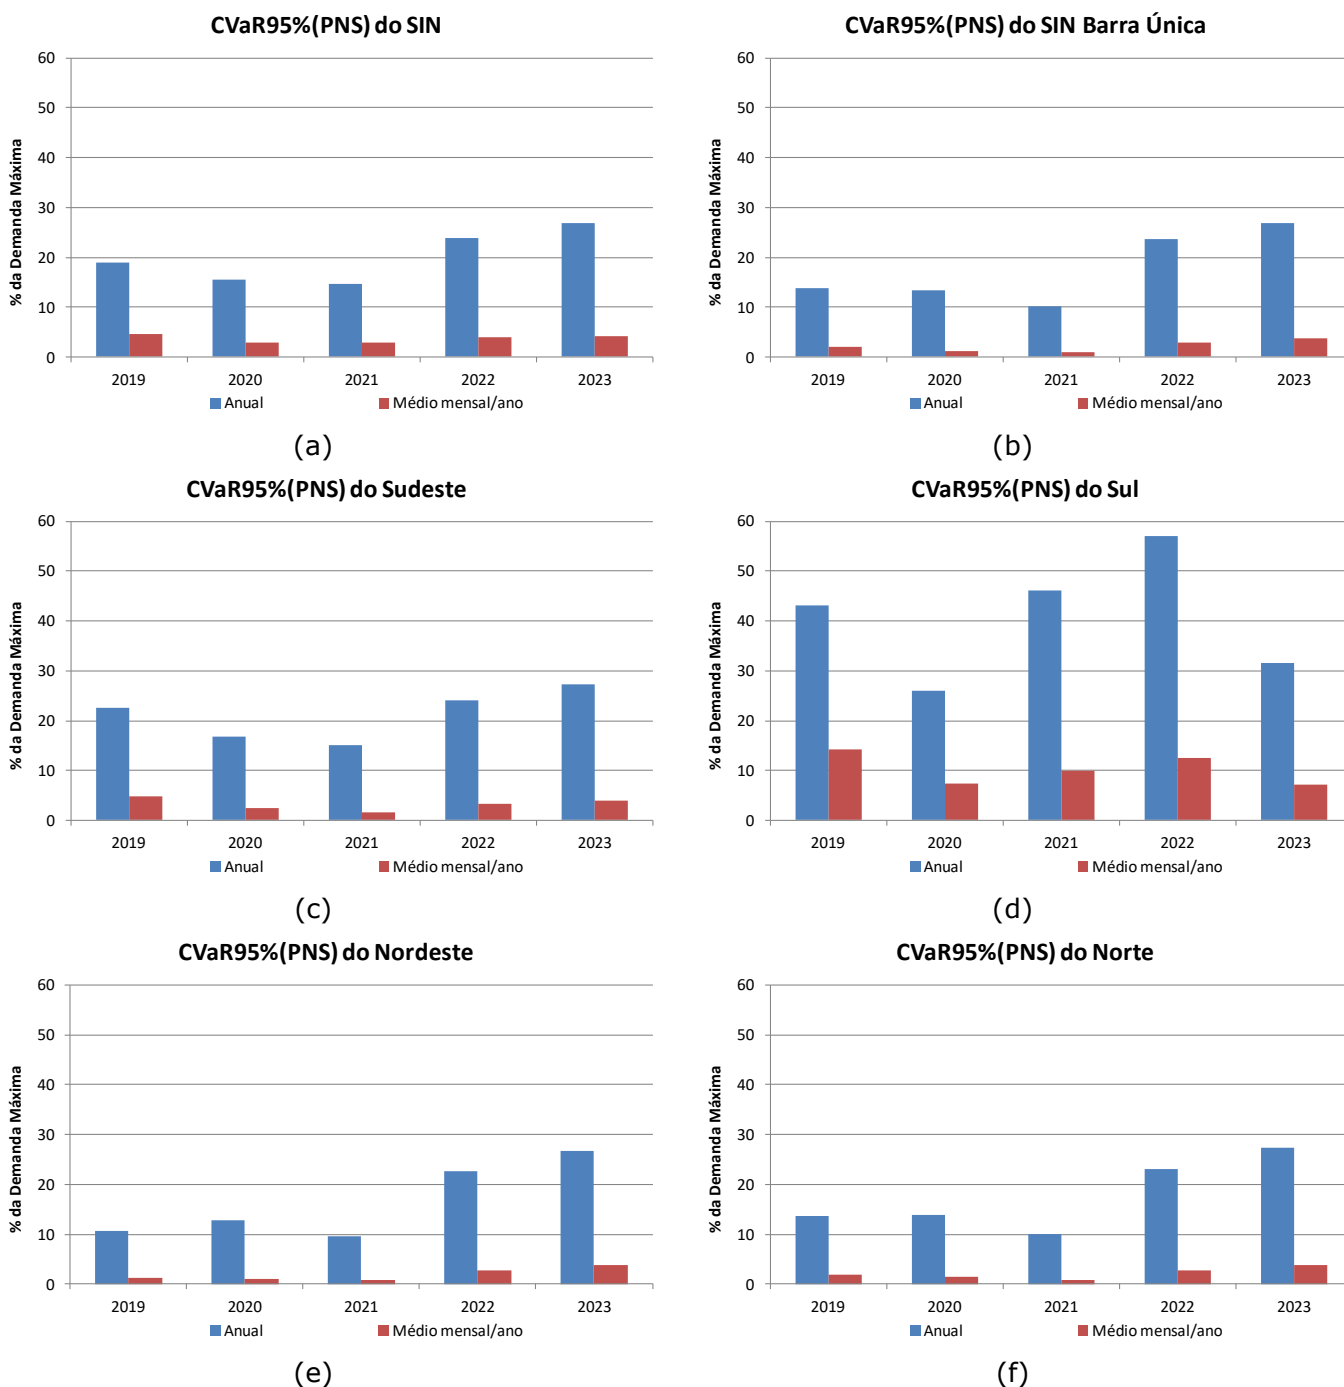 CVaR95%(PNS) do SIN
% da Demanda Máxima
60
50
40
30
20
10
0
2019 2020 2021 2022 2023
Anual Médio mensal/ano
(a)
CVaR95%(PNS) do SIN Barra Única
% da Demanda Máxima
60
50
40
30
20
10
0
2019 2020 2021 2022 2023
Anual Médio mensal/ano
(b)
CVaR95%(PNS) do Sudeste
% da Demanda Máxima
60
50
40
30
20
10
0
2019 2020 2021 2022 2023
Anual Médio mensal/ano
(c)
CVaR95%(PNS) do Sul
% da Demanda Máxima
60
50
40
30
20
10
0
2019 2020 2021 2022 2023
Anual Médio mensal/ano
(d)
CVaR95%(PNS) do Nordeste
% da Demanda Máxima
60
50
40
30
20
10
0
2019 2020 2021 2022 2023
Anual Médio mensal/ano
(e)
CVaR95%(PNS) do Norte
% da Demanda Máxima
60
50
40
30
20
10
0
2019 2020 2021 2022 2023
Anual Médio mensal/ano
(f)